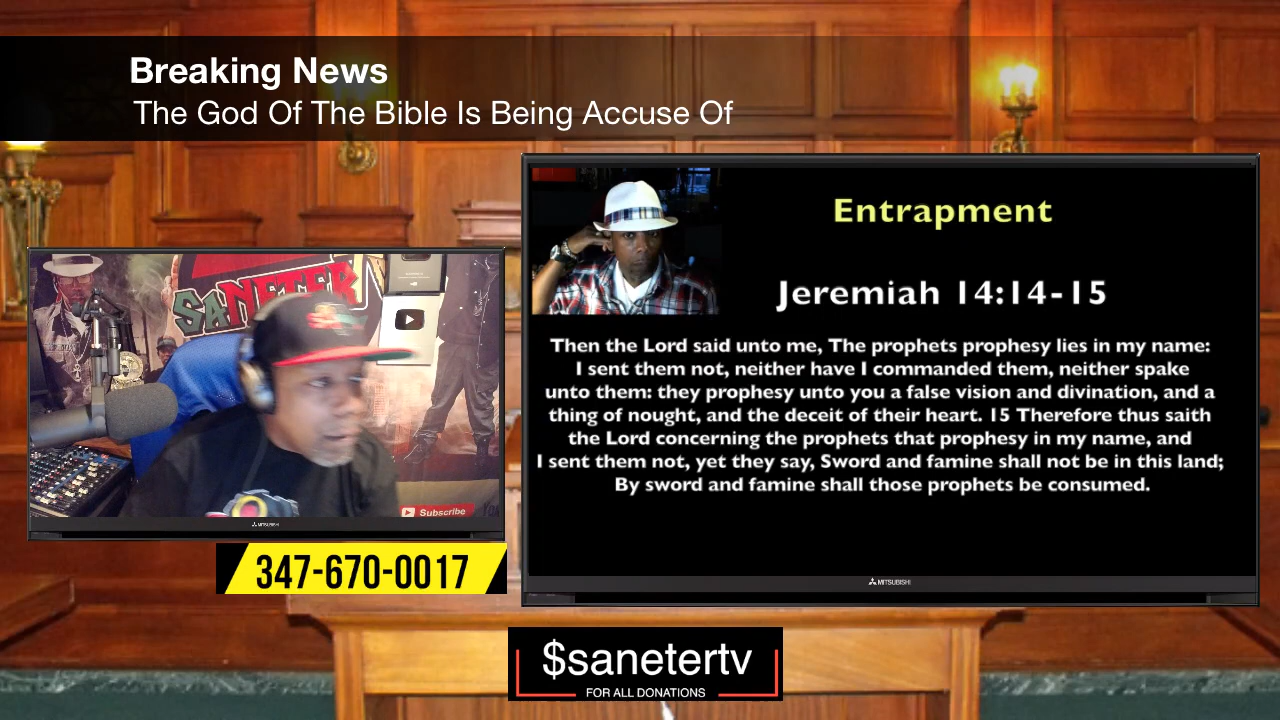 Breaking News
The God Of The Bible Is Being Accuse Of
Entrapment
Jeremiah 14:14-15
Then the Lord said unto me, The prophets prophesy lies in my name:
I sent them not, neither have I commanded them, neither spake
unto them: they prophesy unto you a false vision and divination, and a
thing of nought, and the deceit of their heart. 15 Therefore thus saith
the Lord concerning the prophets that prophesy in my name, and
I sent them not, yet they say, Sword and famine shall not be in this land;
By sword and famine shall those prophets be consumed.
MITSUBISHI
SANETER
Subscribe
MITSUBISHI
347-670-0017
$sanetertv
FOR ALL DONATIONS